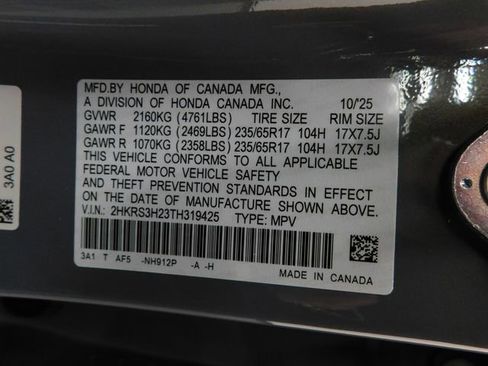 MFD.BY HONDA OF CANADA MFG.,
A DIVISION OF HONDA CANADA INC. 10/'25
GVWR 2160KG (4761LBS) TIRE SIZE RIM SIZE
GAWR F 1120KG (2469LBS) 235/65R17 104H 17X7.5J
GAWR R 1070KG (2358LBS) 235/65R17 104H 17X7.5J
THIS VEHICLE CONFORMS TO ALL APPLICABLE
FEDERAL MOTOR VEHICLE SAFETY
AND THEFT PREVENTION STANDARDS IN EFFECT
ON THE DATE OF MANUFACTURE SHOWN ABOVE.
V.I.N.: 2HKRS3H23TH319425 TYPE: MPV
3A1 T AF5 -NH912P -A -H
MADE IN CANADA
3A0 A0